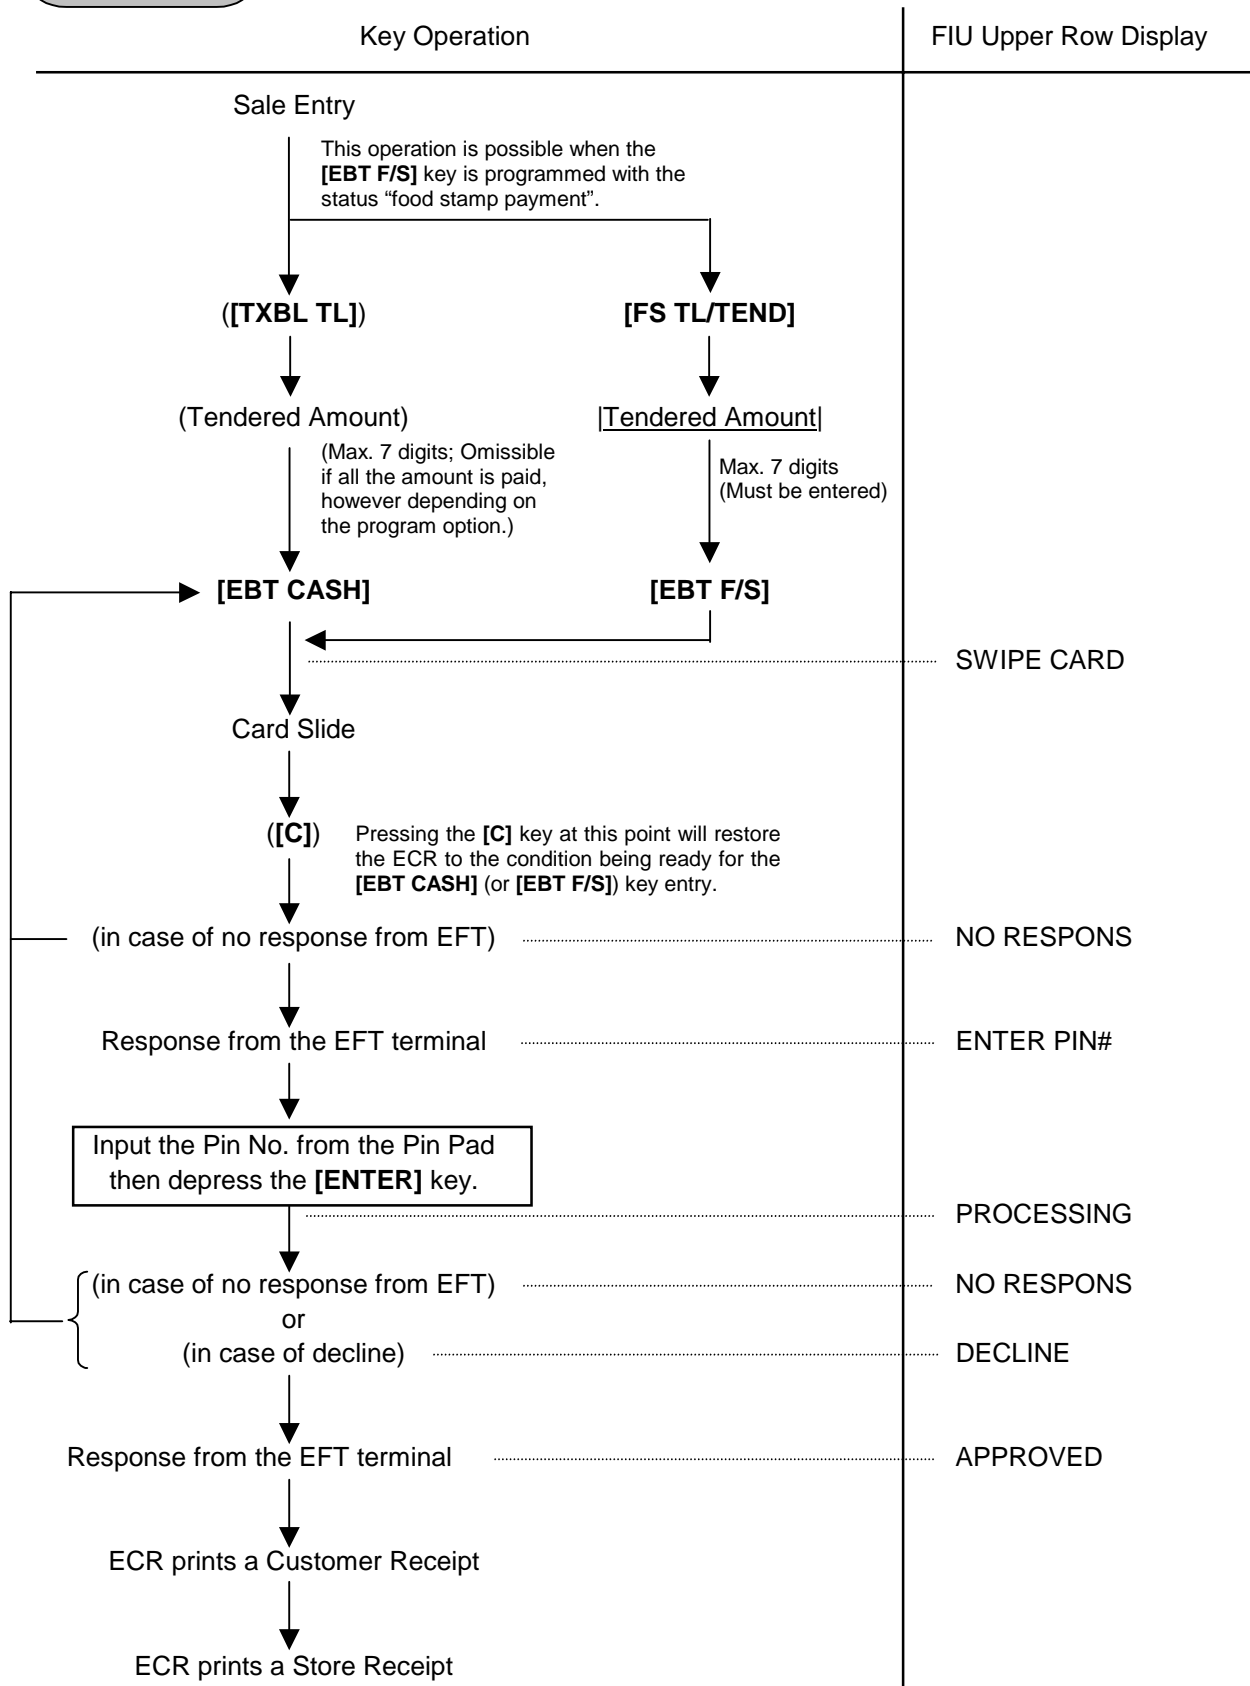 Key Operation
FIU Upper Row Display
Sale Entry
This operation is possible when the
[EBT F/S] key is programmed with the
status “food stamp payment”.
([TXBL TL])
[FS TL/TEND]
(Tendered Amount)
|Tendered Amount|
(Max. 7 digits; Omissible
if all the amount is paid,
however depending on
the program option.)
Max. 7 digits
(Must be entered)
[EBT CASH]
[EBT F/S]
SWIPE CARD
Card Slide
([C])
Pressing the [C] key at this point will restore
the ECR to the condition being ready for the
[EBT CASH] (or [EBT F/S]) key entry.
(in case of no response from EFT)
NO RESPONS
Response from the EFT terminal
ENTER PIN#
Input the Pin No. from the Pin Pad
then depress the [ENTER] key.
PROCESSING
(in case of no response from EFT)
NO RESPONS
or
(in case of decline)
DECLINE
Response from the EFT terminal
APPROVED
ECR prints a Customer Receipt
ECR prints a Store Receipt